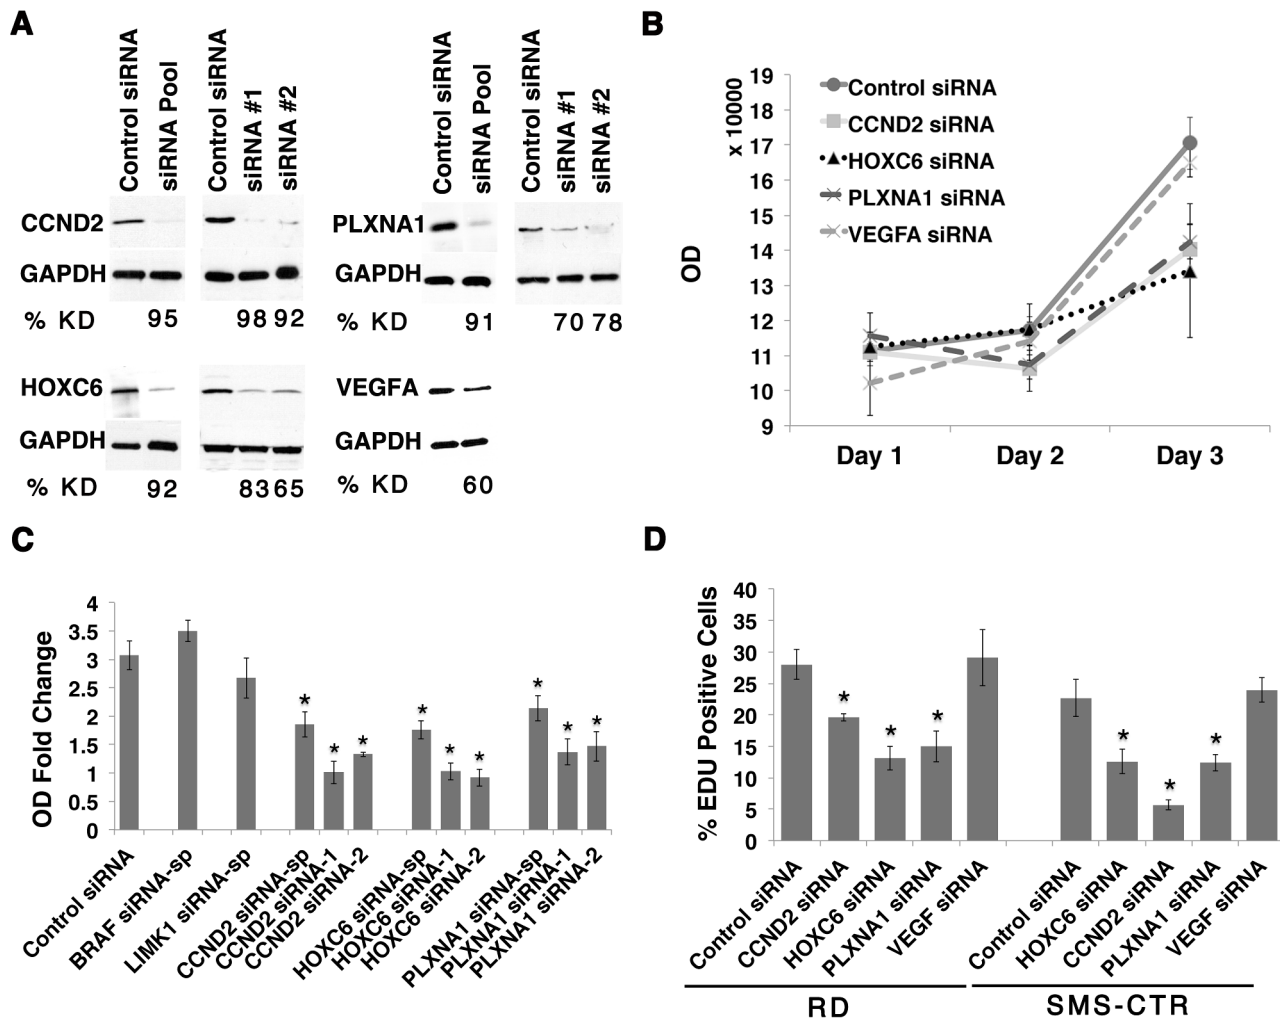 A
Control siRNA
siRNA Pool
Control siRNA
siRNA #1
siRNA #2
CCND2
GAPDH
% KD 95 98 92
Control siRNA
siRNA Pool
Control siRNA
siRNA #1
siRNA #2
PLXNA1
GAPDH
% KD 91 70 78
HOXC6
GAPDH
% KD 92 83 65
VEGFA
GAPDH
% KD 60
B
x 10000
OD
19
18
17
16
15
14
13
12
11
10
9
Control siRNA
CCND2 siRNA
HOXC6 siRNA
PLXNA1 siRNA
VEGFA siRNA
Day 1 Day 2 Day 3
C
OD Fold Change
4
3.5
3
2.5
2
1.5
1
0.5
0
* * * * * * * * *
Control siRNA
BRAF siRNA-sp
LIMK1 siRNA-sp
CCND2 siRNA-sp
CCND2 siRNA-1
CCND2 siRNA-2
HOXC6 siRNA-sp
HOXC6 siRNA-1
HOXC6 siRNA-2
PLXNA1 siRNA-sp
PLXNA1 siRNA-1
PLXNA1 siRNA-2
D
% EDU Positive Cells
40
35
30
25
20
15
10
5
0
* * * * * *
Control siRNA
CCND2 siRNA
HOXC6 siRNA
PLXNA1 siRNA
VEGF siRNA
Control siRNA
HOXC6 siRNA
CCND2 siRNA
PLXNA1 siRNA
VEGF siRNA
RD SMS-CTR